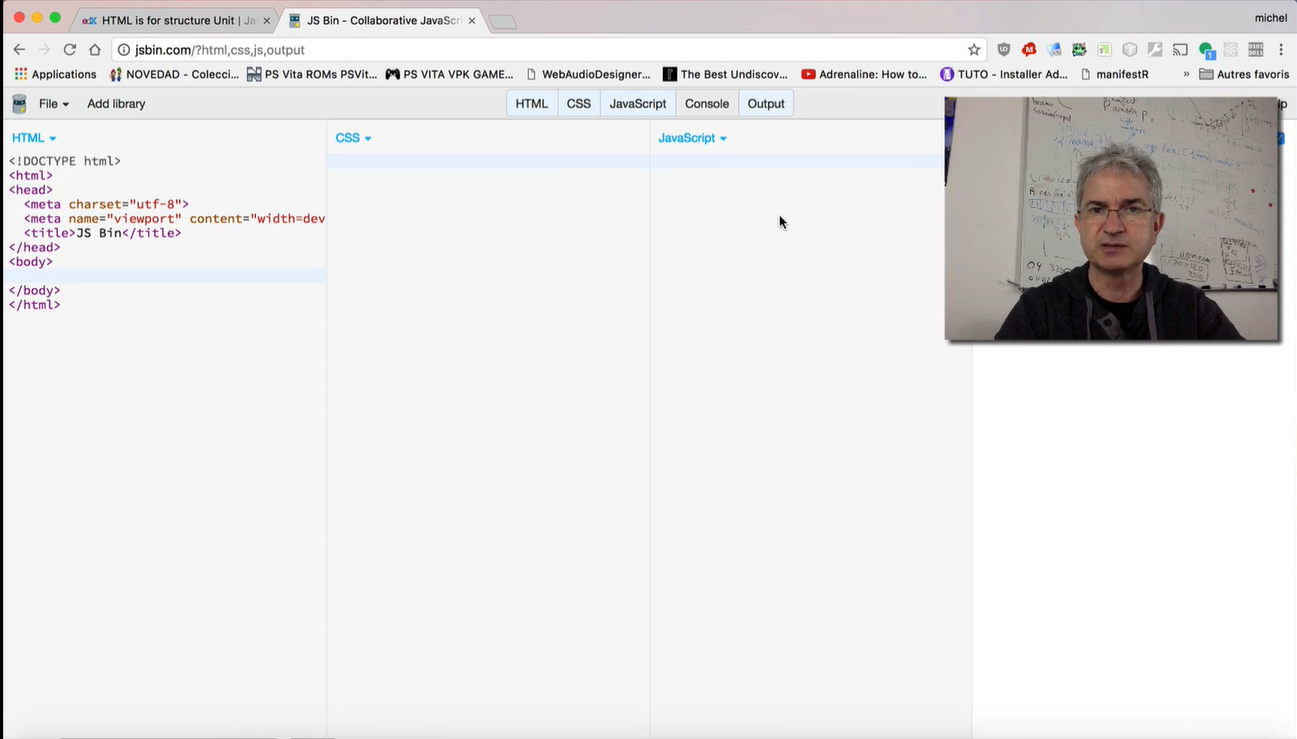 HTML is for structure Unit | Ja
JS Bin - Collaborative JavaScri
michel
jsbin.com/?html,css,js,output
Applications NOVEDAD - Colecci... PS Vita ROMs PSVit... PS VITA VPK GAME... WebAudioDesigner... The Best Undiscov... Adrenaline: How to... TUTO - Installer Ad... manifestR » Autres favoris
File Add library HTML CSS JavaScript Console Output
HTML CSS JavaScript
<!DOCTYPE html>
<html>
<head>
<meta charset="utf-8">
<meta name="viewport" content="width=dev
<title>JS Bin</title>
</head>
<body>
</body>
</html>